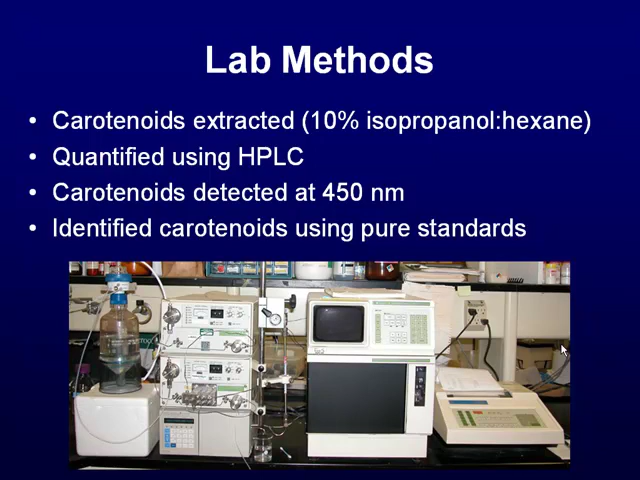 Lab Methods
• Carotenoids extracted (10% isopropanol:hexane)
• Quantified using HPLC
• Carotenoids detected at 450 nm
• Identified carotenoids using pure standards